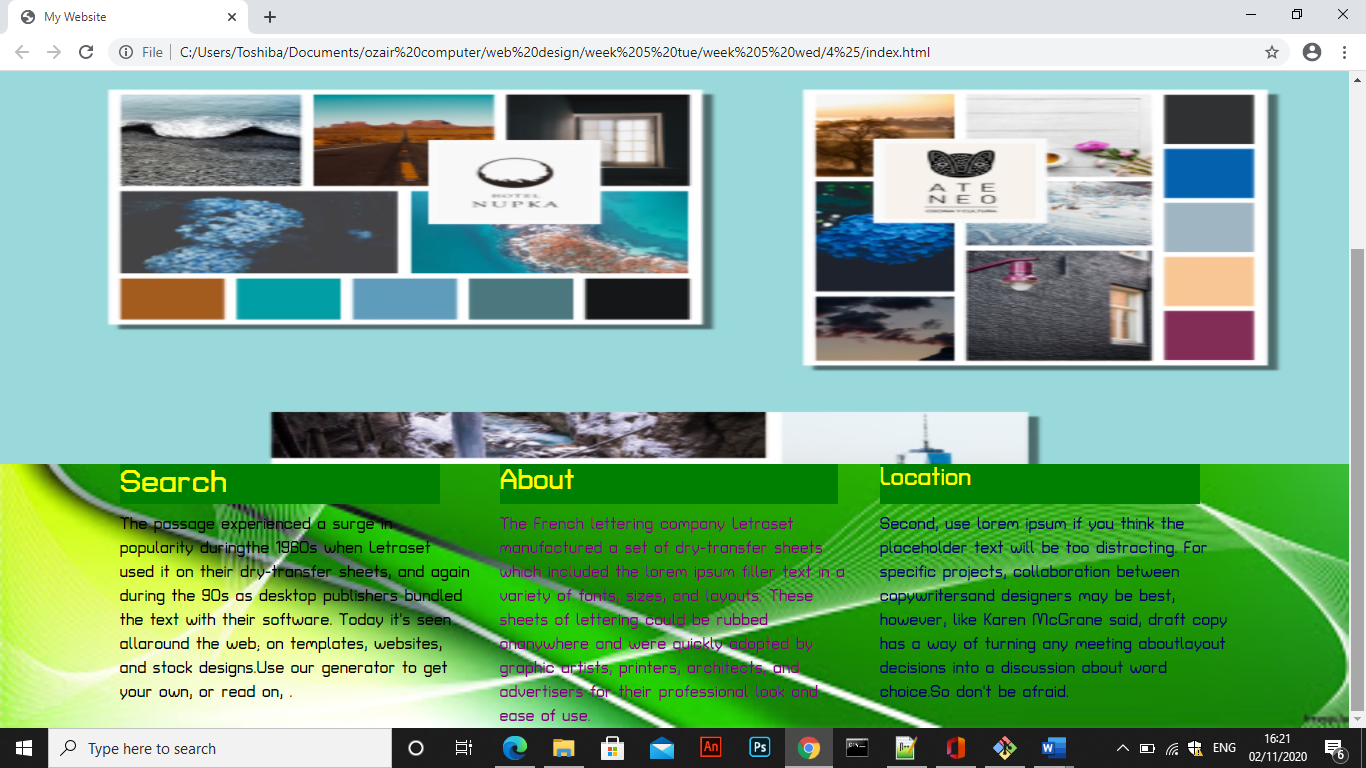 My Website
File
C:/Users/Toshiba/Documents/ozair%20computer/web%20design/week%205%20tue/week%205%20wed/4%25/index.html
HOTEL
NUPKA
ATE
NEO
Search
The passage experienced a surge in
popularity duringthe 1960s when Letraset
used it on their dry-transfer sheets, and again
during the 90s as desktop publishers bundled
the text with their software. Today it's seen
allaround the web; on templates, websites,
and stock designs.Use our generator to get
your own, or read on, .
About
The French lettering company Letraset
manufactured a set of dry-transfer sheets
which included the lorem ipsum filler text in a
variety of fonts, sizes, and layouts. These
sheets of lettering could be rubbed
onanywhere and were quickly adopted by
graphic artists, printers, architects, and
advertisers for their professional look and
ease of use.
Location
Second, use lorem ipsum if you think the
placeholder text will be too distracting. For
specific projects, collaboration between
copywritersand designers may be best,
however, like Karen McGrane said, draft copy
has a way of turning any meeting aboutlayout
decisions into a discussion about word
choice.So don't be afraid.
Type here to search
An
Ps
ENG
16:21
02/11/2020
6